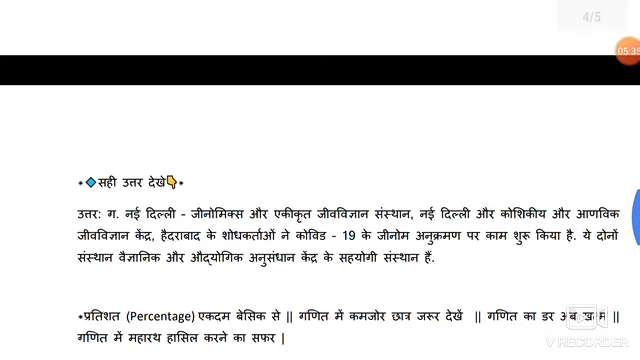 4/5
05:35
*🔷सही उत्तर देखे👇*
उत्तर: ग. नई दिल्ली - जीनोमिक्स और एकीकृत जीवविज्ञान संस्थान, नई दिल्ली और कोशिकीय और आणविक
जीवविज्ञान केंद्र, हैदराबाद के शोधकर्ताओं ने कोविड - 19 के जीनोम अनुक्रमण पर काम शुरू किया है. ये दोनों
संस्थान वैज्ञानिक और औद्योगिक अनुसंधान केंद्र के सहयोगी संस्थान हैं.
*प्रतिशत (Percentage) एकदम बेसिक से || गणित में कमजोर छात्र जरूर देखें || गणित का डर अब खत्म ||
गणित में महारथ हासिल करने का सफर |
V RECORDER